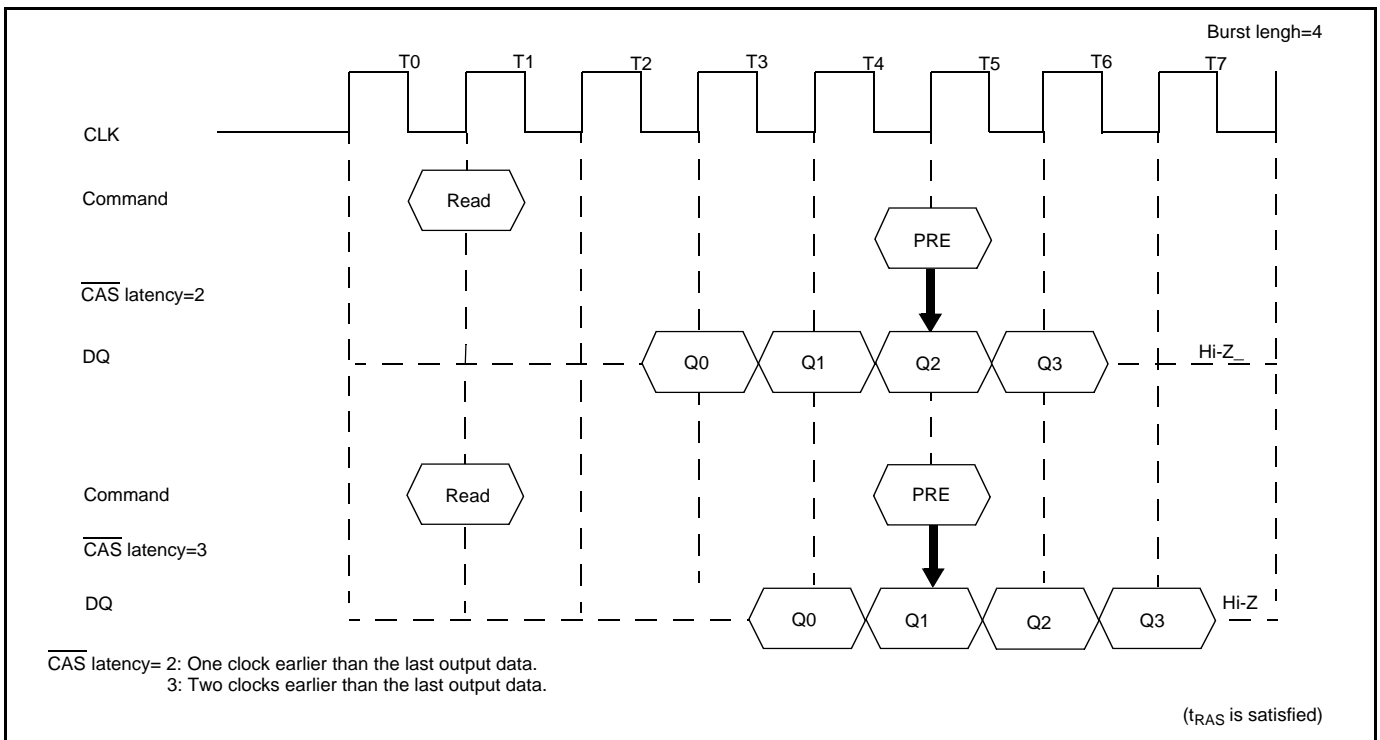 Burst lengh=4
T0 T1 T2 T3 T4 T5 T6 T7
CLK
Command
Read
PRE
CAS latency=2
DQ
Q0 Q1 Q2 Q3
Hi-Z_
Command
Read
PRE
CAS latency=3
DQ
Q0 Q1 Q2 Q3
Hi-Z
CAS latency= 2: One clock earlier than the last output data.
3: Two clocks earlier than the last output data.
(tRAS is satisfied)